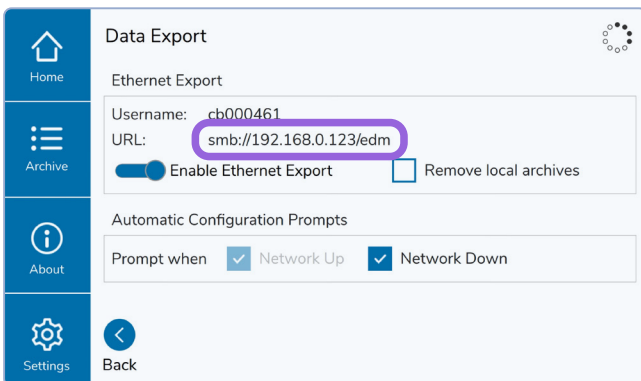 Data Export
Home
Ethernet Export
Username: cb000461
URL: smb://192.168.0.123/edm
Archive
Enable Ethernet Export Remove local archives
Automatic Configuration Prompts
Prompt when Network Up Network Down
About
Settings
Back